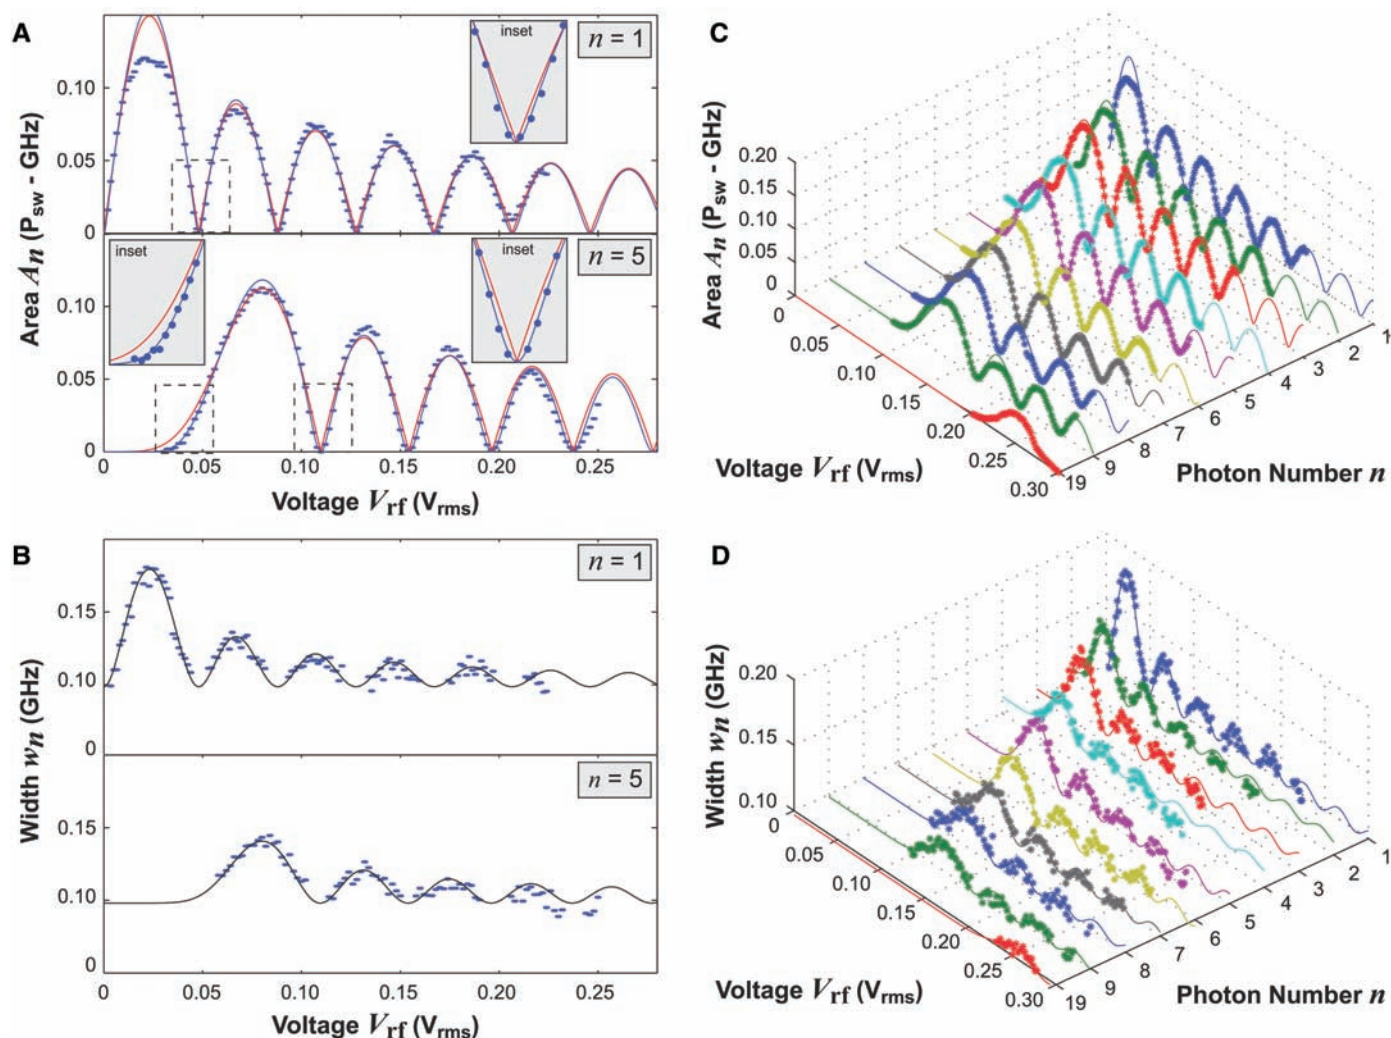 A
Area An (Psw - GHz)
0.10
0.05
0
inset
n = 1
inset
0.10
0.05
0
inset
n = 5
0 0.05 0.10 0.15 0.20 0.25
Voltage Vrf (Vrms)
B
Width wn (GHz)
0.15
0.10
0
n = 1
0.15
0.10
0
n = 5
0 0.05 0.10 0.15 0.20 0.25
Voltage Vrf (Vrms)
C
Area An (Psw - GHz)
0.20
0.15
0.10
0.05
0
0
0.05
0.10
0.15
0.20
0.25
0.30
Voltage Vrf (Vrms)
19 9 8 7 6 5 4 3 2 1
Photon Number n
D
Width wn (GHz)
0.20
0.15
0.10
0
0.05
0.10
0.15
0.20
0.25
0.30
Voltage Vrf (Vrms)
19 9 8 7 6 5 4 3 2 1
Photon Number n